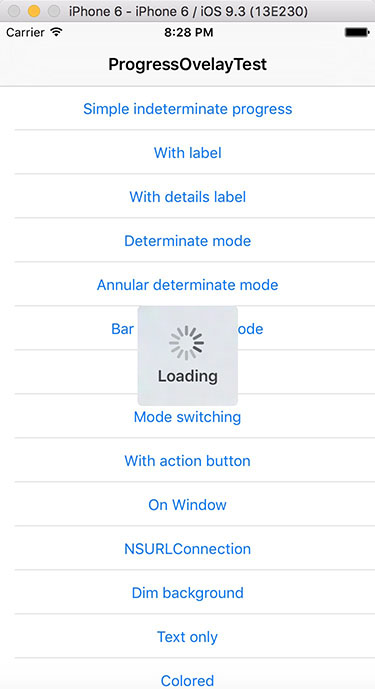 iPhone 6 - iPhone 6 / iOS 9.3 (13E230)
Carrier 8:28 PM
ProgressOvelayTest
Simple indeterminate progress
With label
With details label
Determinate mode
Annular determinate mode
Bar ode
Loading
Mode switching
With action button
On Window
NSURLConnection
Dim background
Text only
Colored